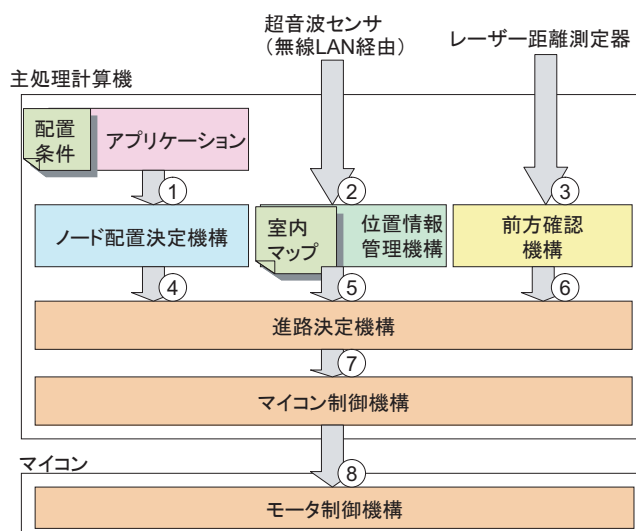 超音波センサ
（無線LAN経由）
レーザー距離測定器
主処理計算機
配置
条件
アプリケーション
①
②
③
ノード配置決定機構
室内
マップ
位置情報
管理機構
前方確認
機構
④
⑤
⑥
進路決定機構
⑦
マイコン制御機構
マイコン
⑧
モータ制御機構